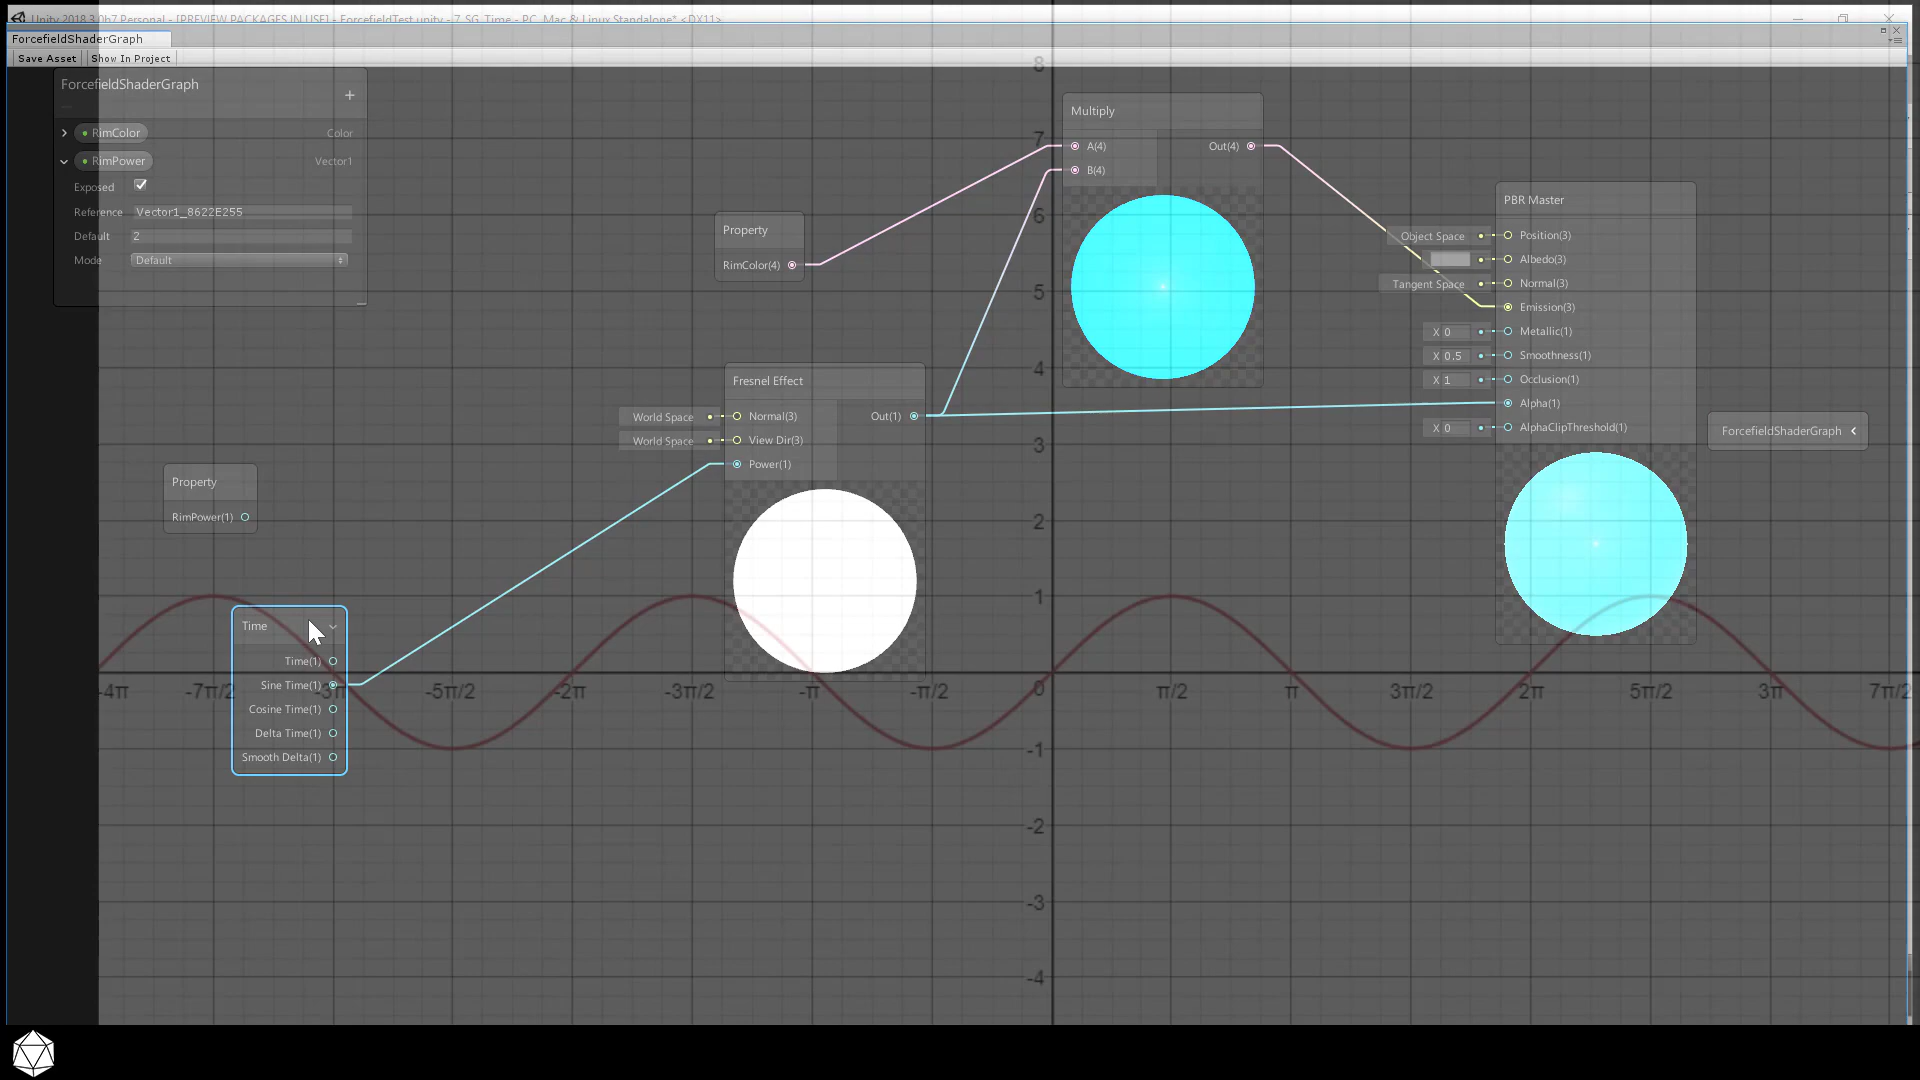 Unity 2018.3.0b7 Personal - [PREVIEW PACKAGES IN USE] - ForcefieldTest.unity - 7_SG_Time - PC, Mac & Linux Standalone* <DX11>
ForcefieldShaderGraph
Save Asset
Show In Project
ForcefieldShaderGraph
+
RimColor
Color
RimPower
Vector1
Exposed
Reference
Vector1_8622E255
Default
2
Mode
Default
Property
RimColor(4)
Multiply
A(4)
Out(4)
B(4)
PBR Master
Object Space
Position(3)
Albedo(3)
Tangent Space
Normal(3)
Emission(3)
X 0
Metallic(1)
X 0.5
Smoothness(1)
X 1
Occlusion(1)
Alpha(1)
X 0
AlphaClipThreshold(1)
ForcefieldShaderGraph
Fresnel Effect
World Space
Normal(3)
Out(1)
World Space
View Dir(3)
Power(1)
Property
RimPower(1)
Time
Time(1)
Sine Time(1)
Cosine Time(1)
Delta Time(1)
Smooth Delta(1)
8
7
6
5
4
3
2
1
-4π
-7π/2
-3π
-5π/2
-2π
-3π/2
-π
-π/2
0
π/2
π
3π/2
2π
5π/2
3π
7π/2
-1
-2
-3
-4